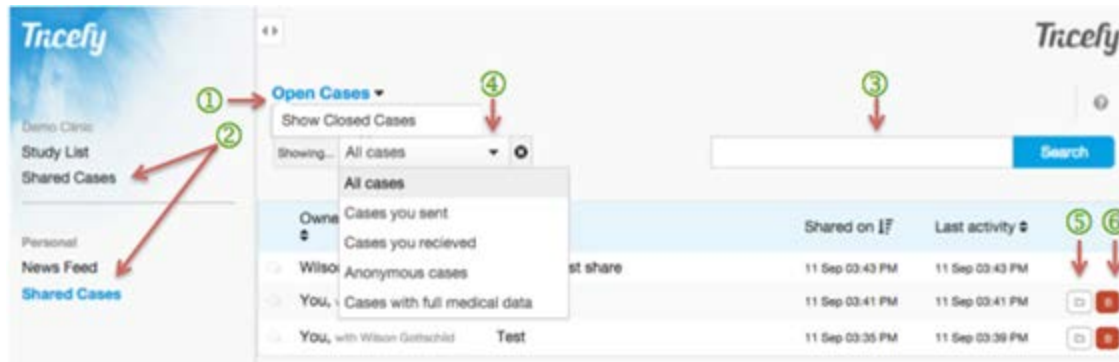 Tricefy
Tricefy
④
③
①
Open Cases
Show Closed Cases
Demo Clinic
②
Study List
Showing... All cases
Search
Shared Cases
All cases
Owne
Cases you sent
Shared on
Last activity
⑤ ⑥
Personal
Cases you recieved
News Feed
Wilso
Anonymous cases
st share
11 Sep 03:43 PM
11 Sep 03:43 PM
Shared Cases
You,
Cases with full medical data
11 Sep 03:41 PM
11 Sep 03:41 PM
You, with Wilson Gottschild
Test
11 Sep 03:35 PM
11 Sep 03:39 PM